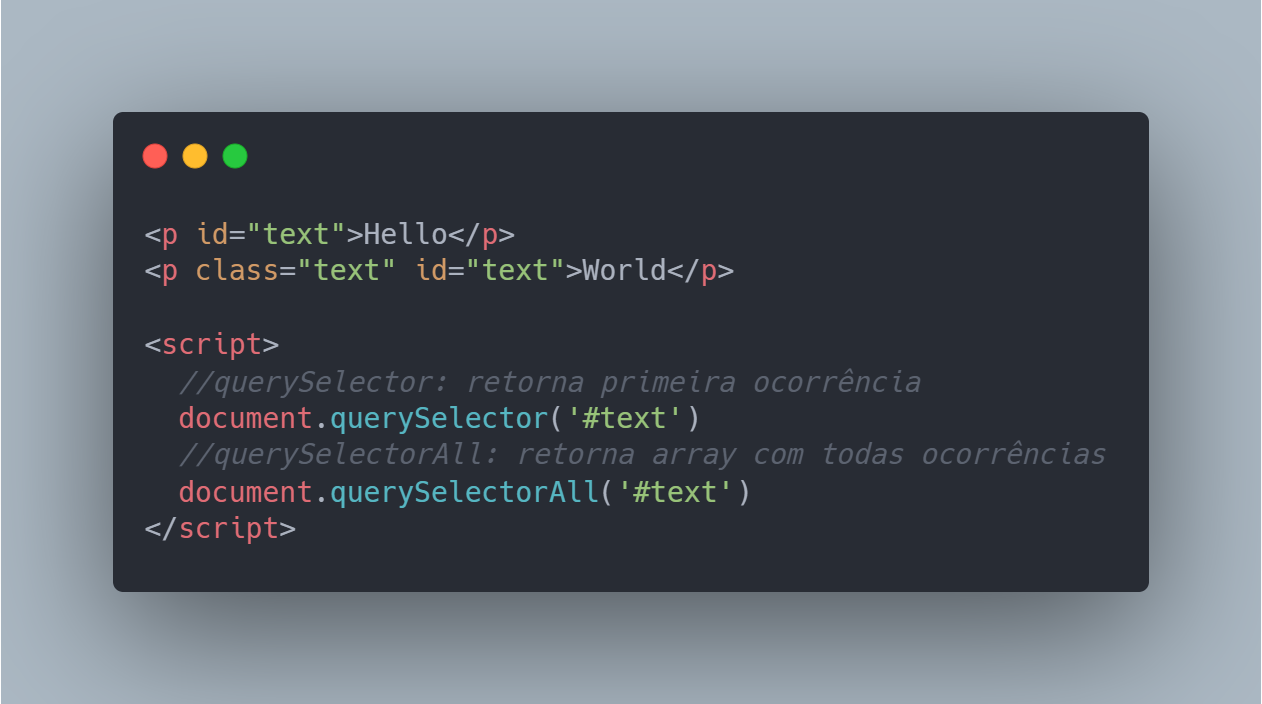 <p id="text">Hello</p>
<p class="text" id="text">World</p>
<script>
//querySelector: retorna primeira ocorrência
document.querySelector('#text')
//querySelectorAll: retorna array com todas ocorrências
document.querySelectorAll('#text')
</script>